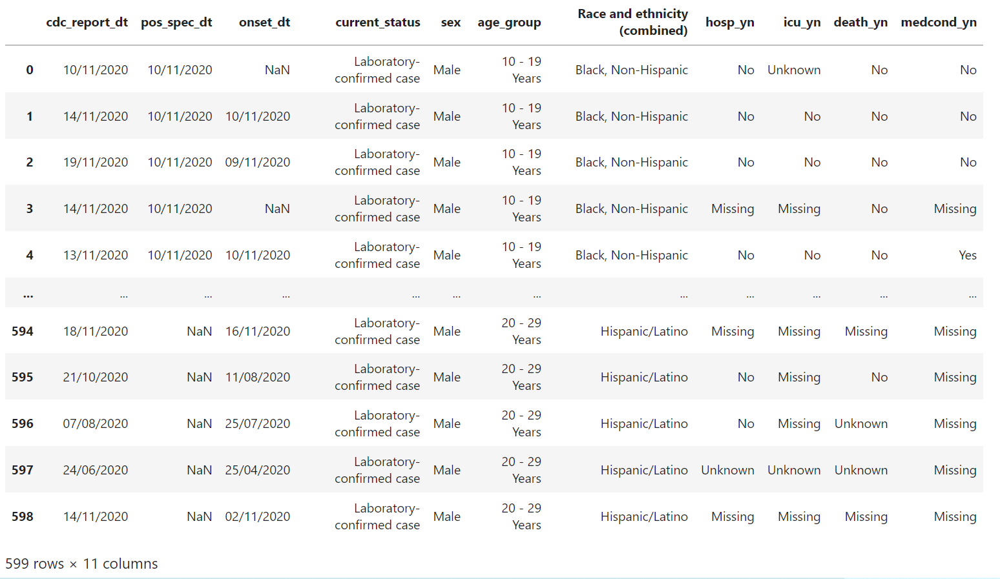 cdc_report_dt pos_spec_dt onset_dt current_status sex age_group Race and ethnicity (combined) hosp_yn icu_yn death_yn medcond_yn
0 10/11/2020 10/11/2020 NaN Laboratory-confirmed case Male 10 - 19 Years Black, Non-Hispanic No Unknown No No
1 14/11/2020 10/11/2020 10/11/2020 Laboratory-confirmed case Male 10 - 19 Years Black, Non-Hispanic No No No No
2 19/11/2020 10/11/2020 09/11/2020 Laboratory-confirmed case Male 10 - 19 Years Black, Non-Hispanic No No No No
3 14/11/2020 10/11/2020 NaN Laboratory-confirmed case Male 10 - 19 Years Black, Non-Hispanic Missing Missing No Missing
4 13/11/2020 10/11/2020 10/11/2020 Laboratory-confirmed case Male 10 - 19 Years Black, Non-Hispanic No No No Yes
... ... ... ... ... ... ... ... ... ... ... ...
594 18/11/2020 NaN 16/11/2020 Laboratory-confirmed case Male 20 - 29 Years Hispanic/Latino Missing Missing Missing Missing
595 21/10/2020 NaN 11/08/2020 Laboratory-confirmed case Male 20 - 29 Years Hispanic/Latino No Missing No Missing
596 07/08/2020 NaN 25/07/2020 Laboratory-confirmed case Male 20 - 29 Years Hispanic/Latino No Missing Unknown Missing
597 24/06/2020 NaN 25/04/2020 Laboratory-confirmed case Male 20 - 29 Years Hispanic/Latino Unknown Unknown Unknown Missing
598 14/11/2020 NaN 02/11/2020 Laboratory-confirmed case Male 20 - 29 Years Hispanic/Latino Missing Missing Missing Missing
599 rows × 11 columns